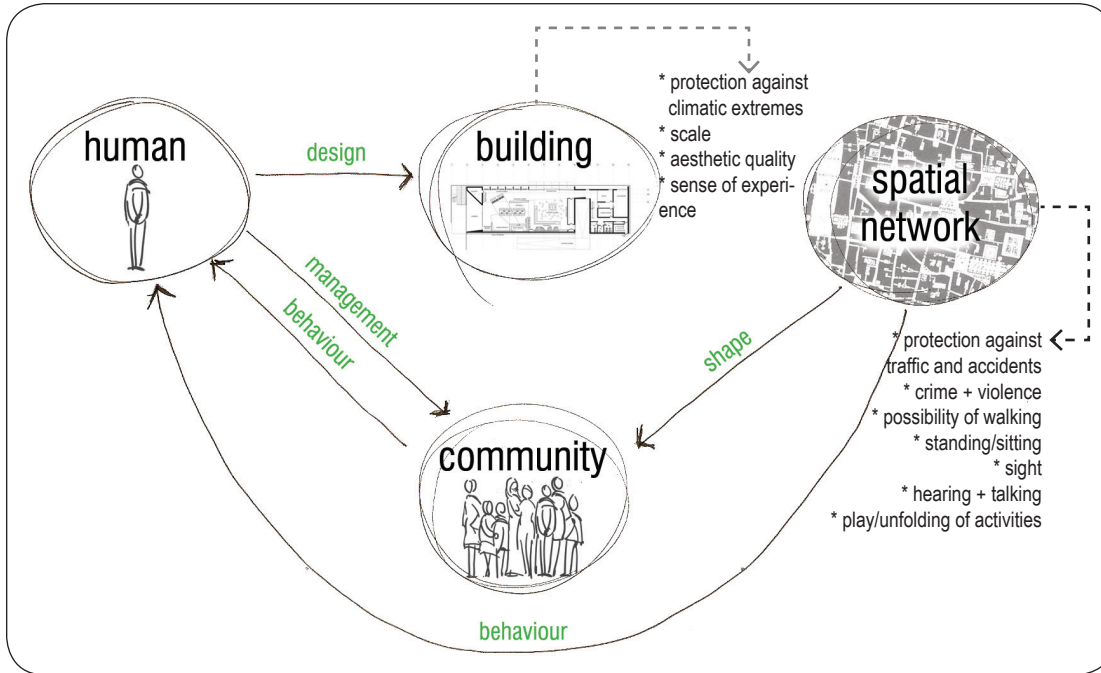 human
design
building
* protection against
climatic extremes
* scale
* aesthetic quality
* sense of experi-
ence
spatial
network
management
behaviour
shape
* protection against
traffic and accidents
* crime + violence
* possibility of walking
* standing/sitting
* sight
* hearing + talking
* play/unfolding of activities
community
behaviour